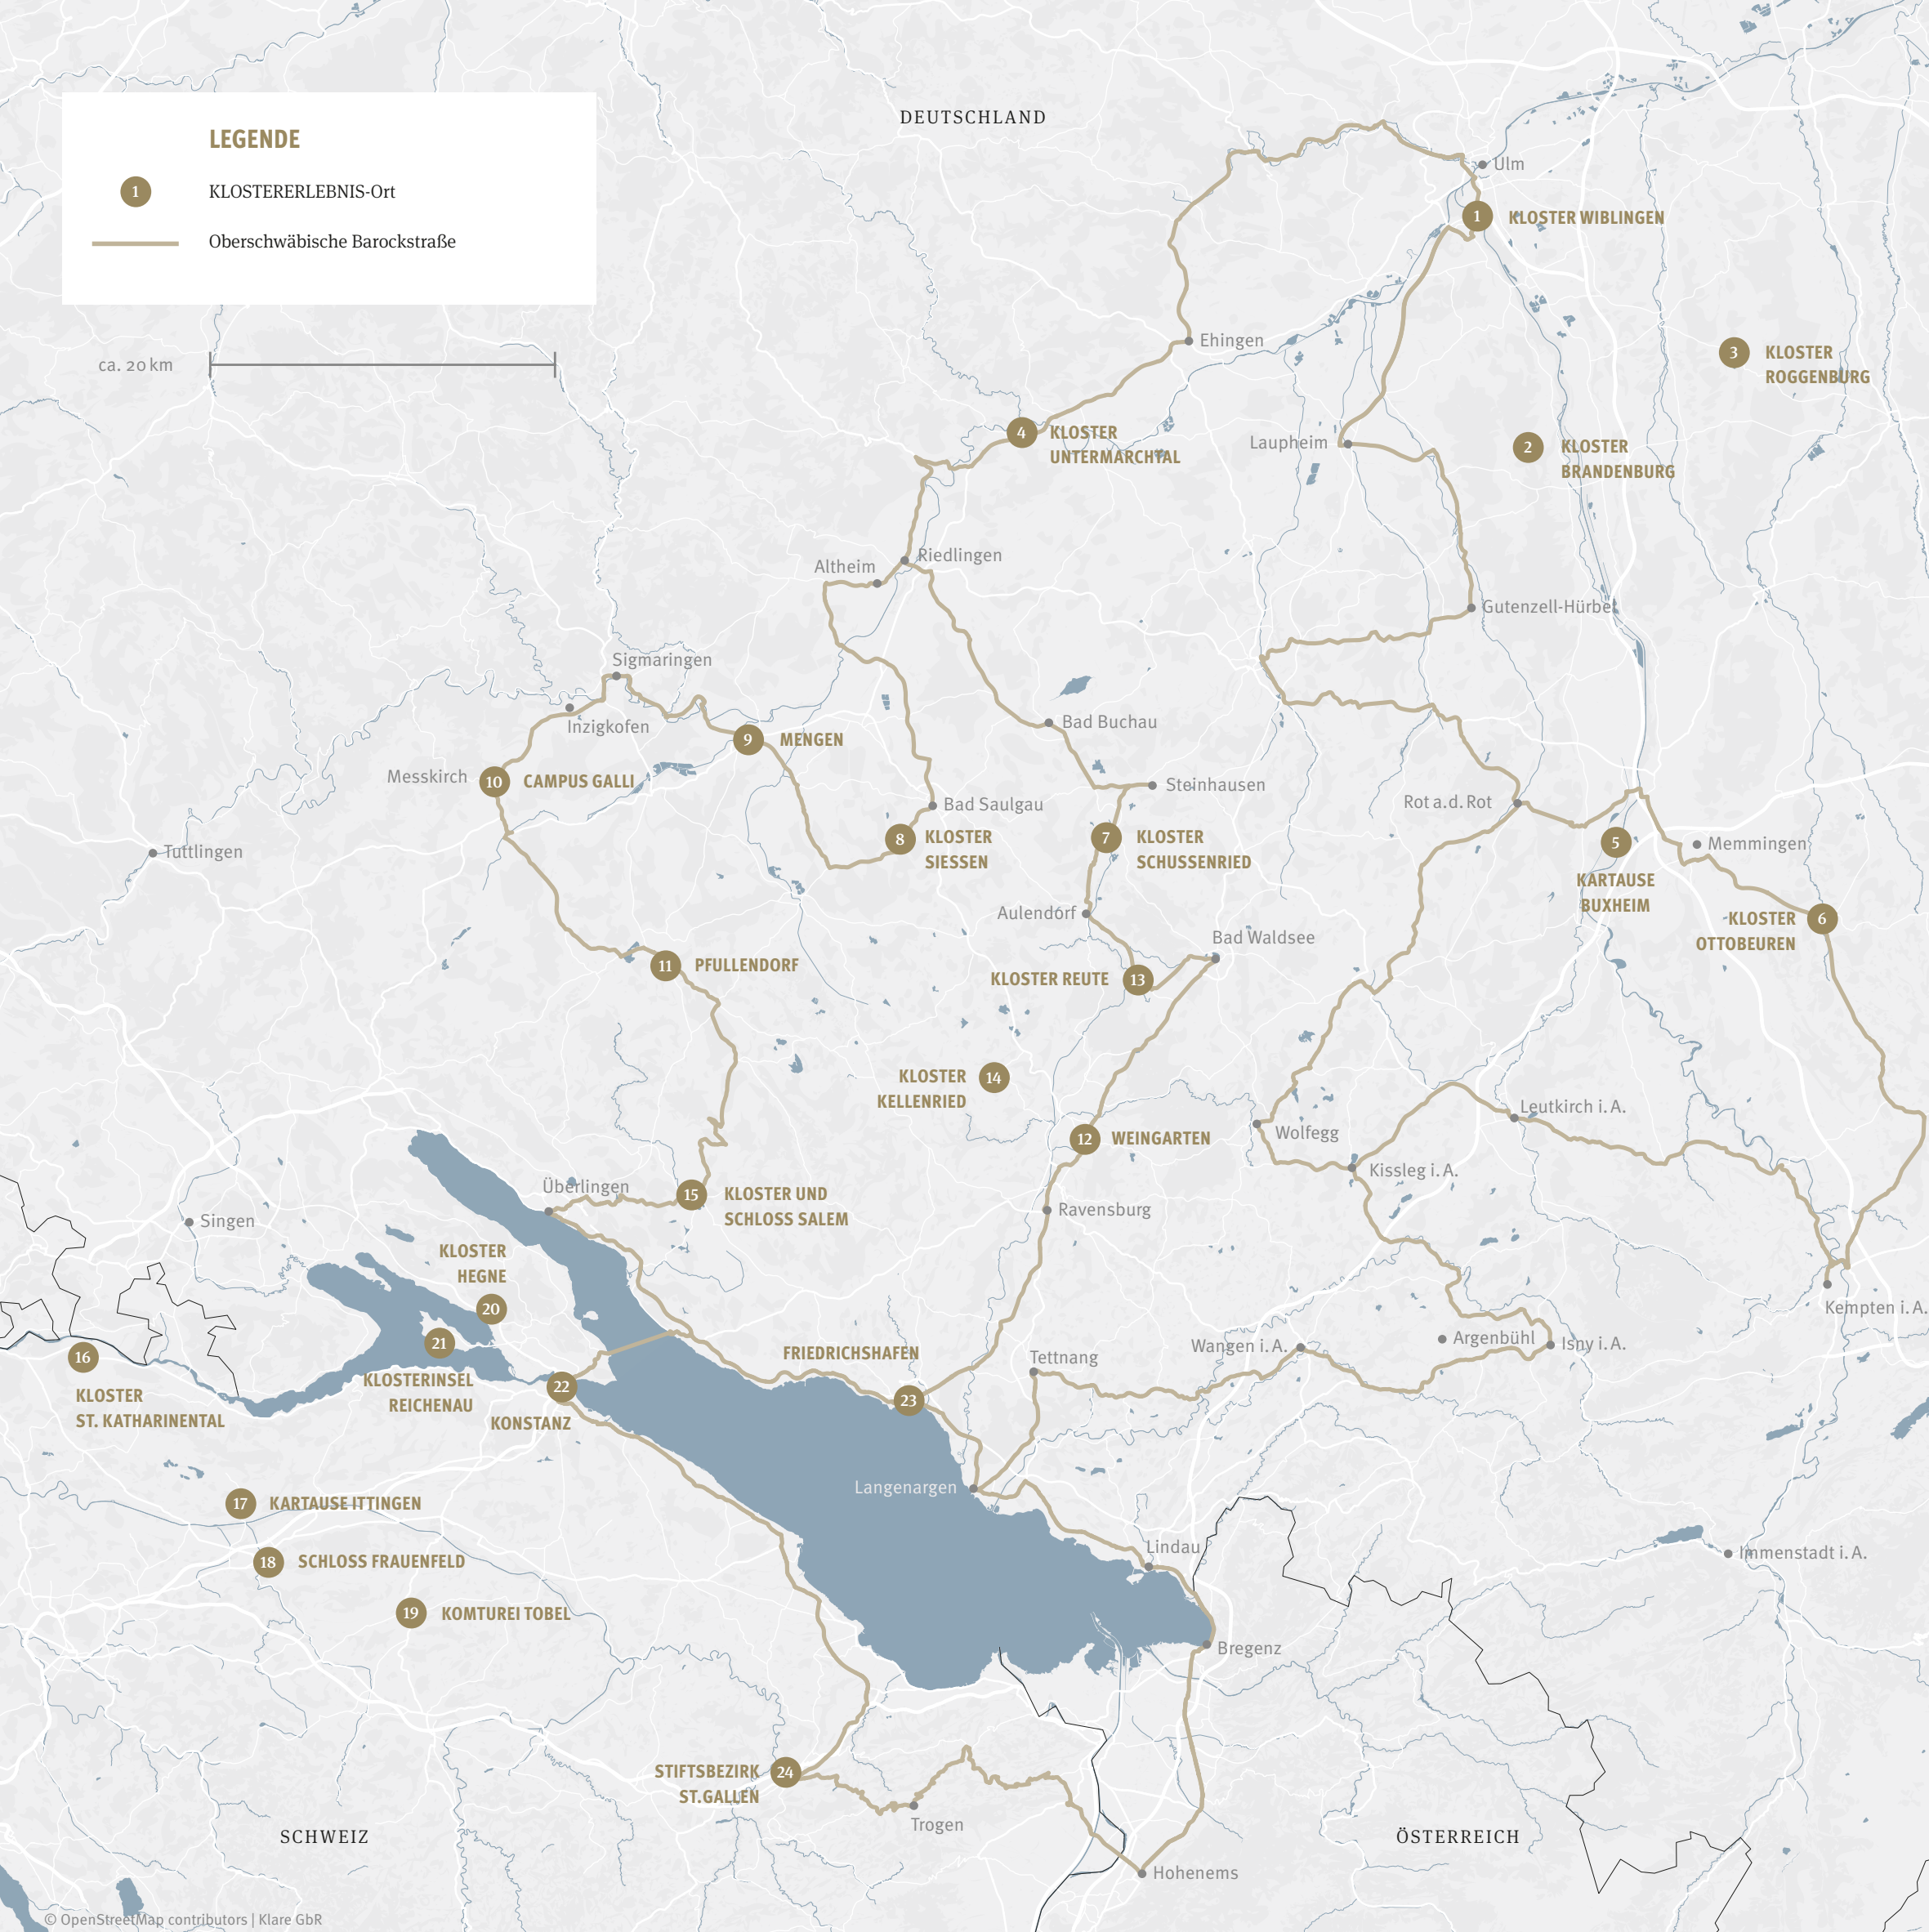 DEUTSCHLAND
LEGENDE
1
KLOSTERERLEBNIS-Ort
Oberschwäbische Barockstraße
ca. 20 km
Ulm
1
KLOSTER WIBLINGEN
Ehingen
3
KLOSTER
ROGGENBURG
4
KLOSTER
UNTERMARCHTAL
Laupheim
2
KLOSTER
BRANDENBURG
Riedlingen
Altheim
Gutenzell-Hürbel
Sigmaringen
Inzigkofen
9
MENGEN
Bad Buchau
Messkirch
10
CAMPUS GALLI
Steinhausen
Bad Saulgau
Rot a.d. Rot
8
KLOSTER
SIESSEN
7
KLOSTER
SCHUSSENRIED
5
KARTAUSE
BUXHEIM
Memmingen
Tuttlingen
Aulendorf
6
KLOSTER
OTTOBEUREN
Bad Waldsee
11
PFULLENDORF
KLOSTER REUTE
13
KLOSTER
KELLENRIED
14
Leutkirch i. A.
12
WEINGARTEN
Wolfegg
Kissleg i. A.
Überlingen
15
KLOSTER UND
SCHLOSS SALEM
Ravensburg
Singen
KLOSTER
HEGNE
20
Kempten i. A.
21
KLOSTERINSEL
REICHENAU
16
KLOSTER
ST. KATHARINENTAL
FRIEDRICHSHAFEN
23
Tettnang
Wangen i. A.
Argenbühl
Isny i. A.
22
KONSTANZ
Langenargen
17
KARTAUSE ITTINGEN
18
SCHLOSS FRAUENFELD
Lindau
Immenstadt i. A.
19
KOMTUREI TOBEL
Bregenz
STIFTSBEZIRK
ST.GALLEN
24
Trogen
SCHWEIZ
ÖSTERREICH
Hohenems
© OpenStreetMap contributors | Klare GbR